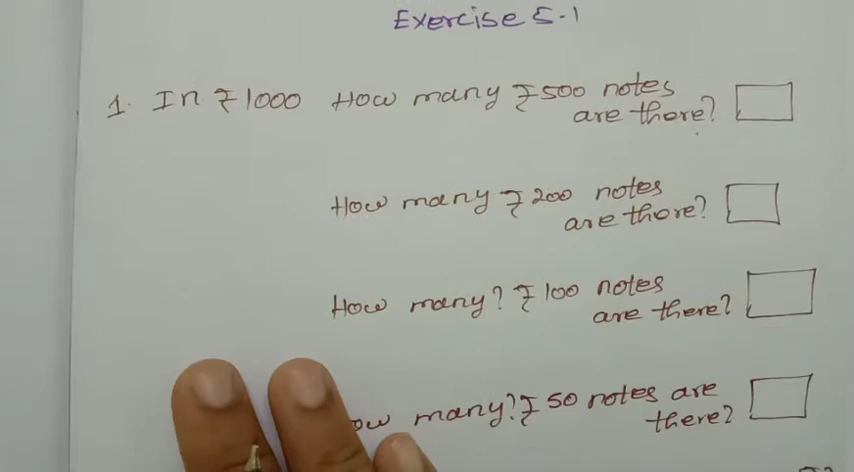 Exercise 5.1
1. In ₹1000 How many ₹500 notes
are there?
How many ₹200 notes
are there?
How many? ₹100 notes
are there?
ow many? ₹50 notes are
there?